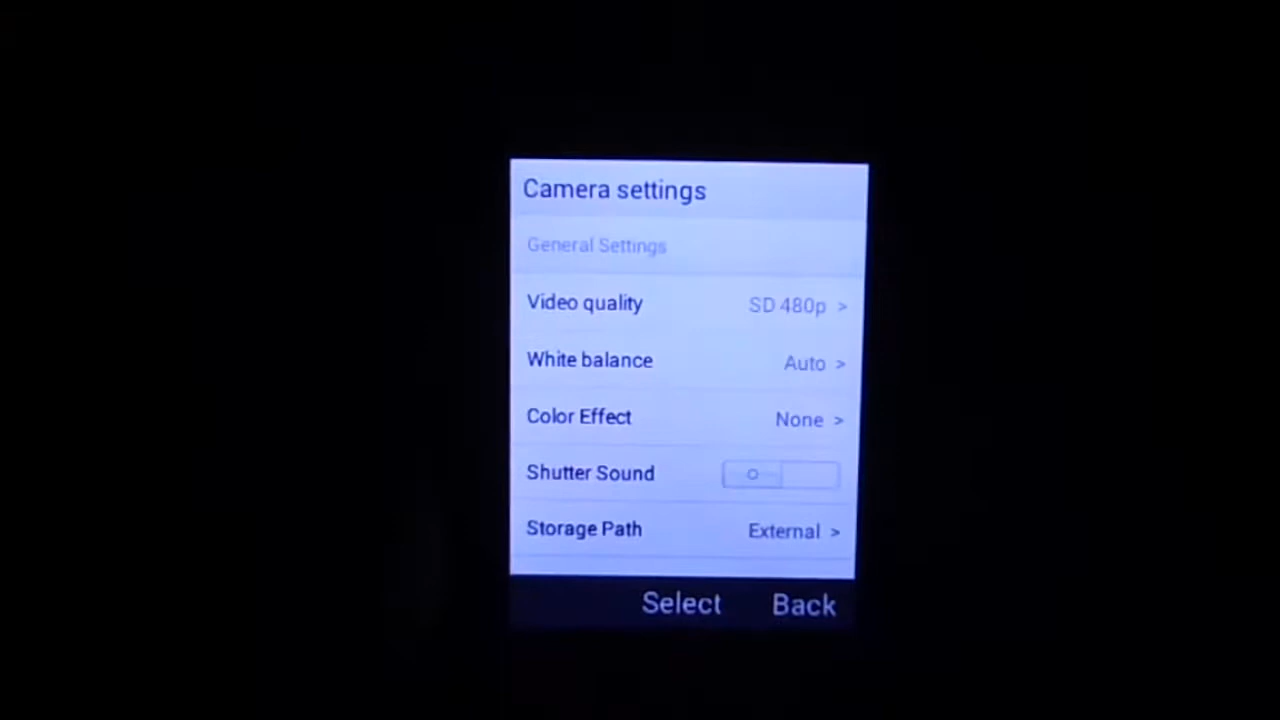 Camera settings
General Settings
Video quality SD 480p >
White balance Auto >
Color Effect None >
Shutter Sound
Storage Path External >
Select Back